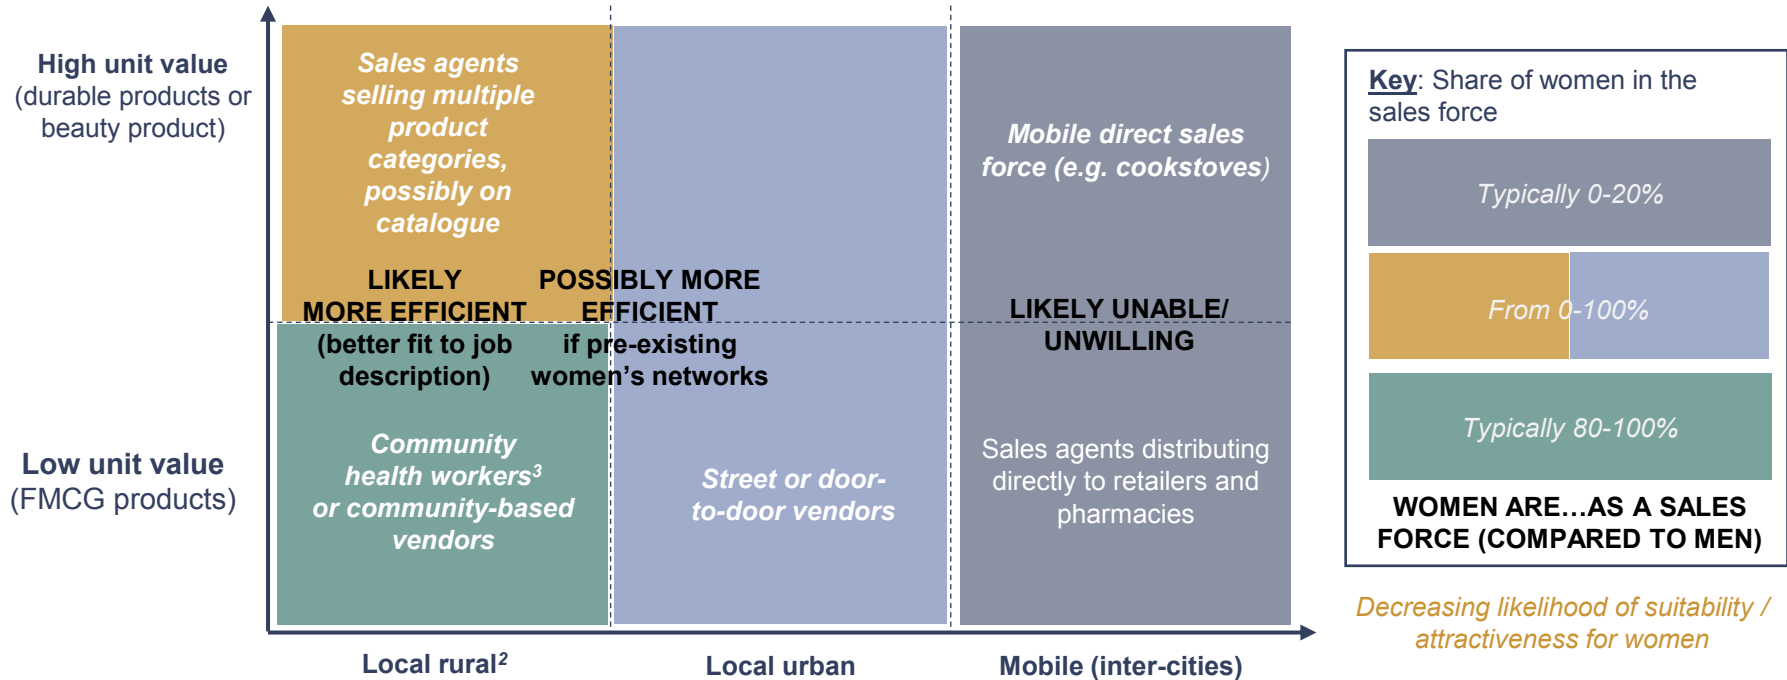 High unit value
(durable products or
beauty product)
Low unit value
(FMCG products)
Sales agents
selling multiple
product
categories,
possibly on
catalogue
Mobile direct sales
force (e.g. cookstoves)
LIKELY
MORE EFFICIENT
(better fit to job
description)
POSSIBLY MORE
EFFICIENT
if pre-existing
women's networks
LIKELY UNABLE/
UNWILLING
Community
health workers³
or community-based
vendors
Street or door-
to-door vendors
Sales agents distributing
directly to retailers and
pharmacies
Local rural²
Local urban
Mobile (inter-cities)
Key: Share of women in the
sales force
Typically 0-20%
From 0-100%
Typically 80-100%
WOMEN ARE…AS A SALES
FORCE (COMPARED TO MEN)
Decreasing likelihood of suitability /
attractiveness for women